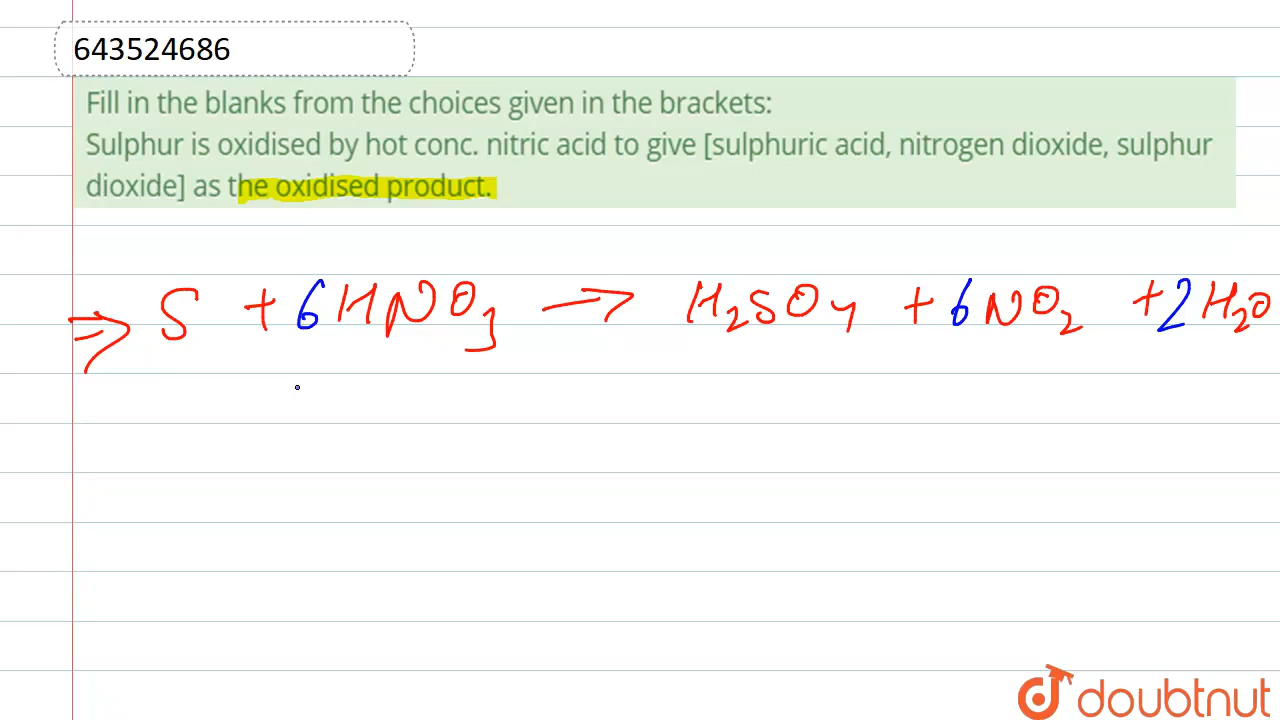 643524686
Fill in the blanks from the choices given in the brackets:
Sulphur is oxidised by hot conc. nitric acid to give [sulphuric acid, nitrogen dioxide, sulphur
dioxide] as the oxidised product.
⇒ S + 6HNO3 → H2SO4 + 6NO2 + 2H2O
doubtnut